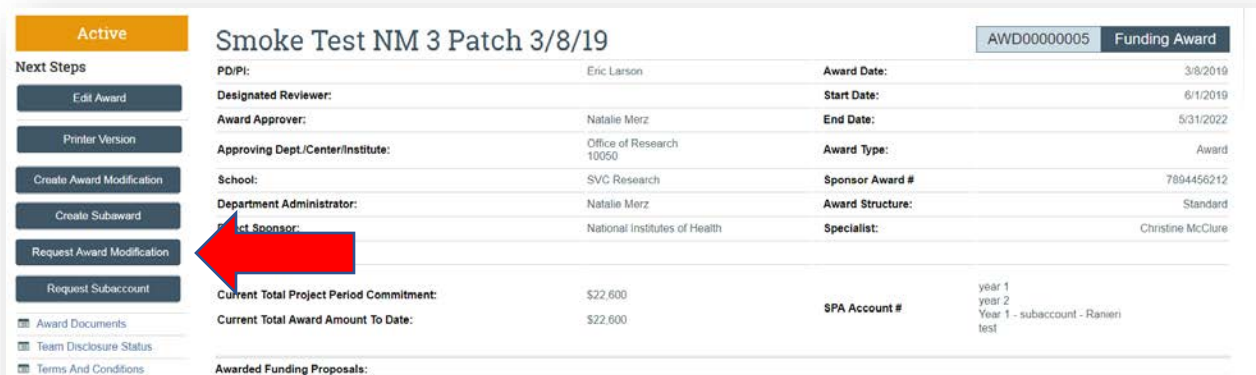 Active
Smoke Test NM 3 Patch 3/8/19
AWD00000005 Funding Award
Next Steps
Edit Award
Printer Version
Create Award Modification
Create Subaward
Request Award Modification
Request Subaccount
Award Documents
Team Disclosure Status
Terms And Conditions
PD/PI: Eric Larson Award Date: 3/8/2019
Designated Reviewer: Start Date: 6/1/2019
Award Approver: Natalie Merz End Date: 5/31/2022
Approving Dept./Center/Institute: Office of Research Award Type: Award
10050
School: SVC Research Sponsor Award # 7894456212
Department Administrator: Natalie Merz Award Structure: Standard
Sponsor: National Institutes of Health Specialist: Christine McClure
Current Total Project Period Commitment: $22,600
Current Total Award Amount To Date: $22,600
SPA Account #
year 1
year 2
Year 1 - subaccount - Ranieri
test
Awarded Funding Proposals: